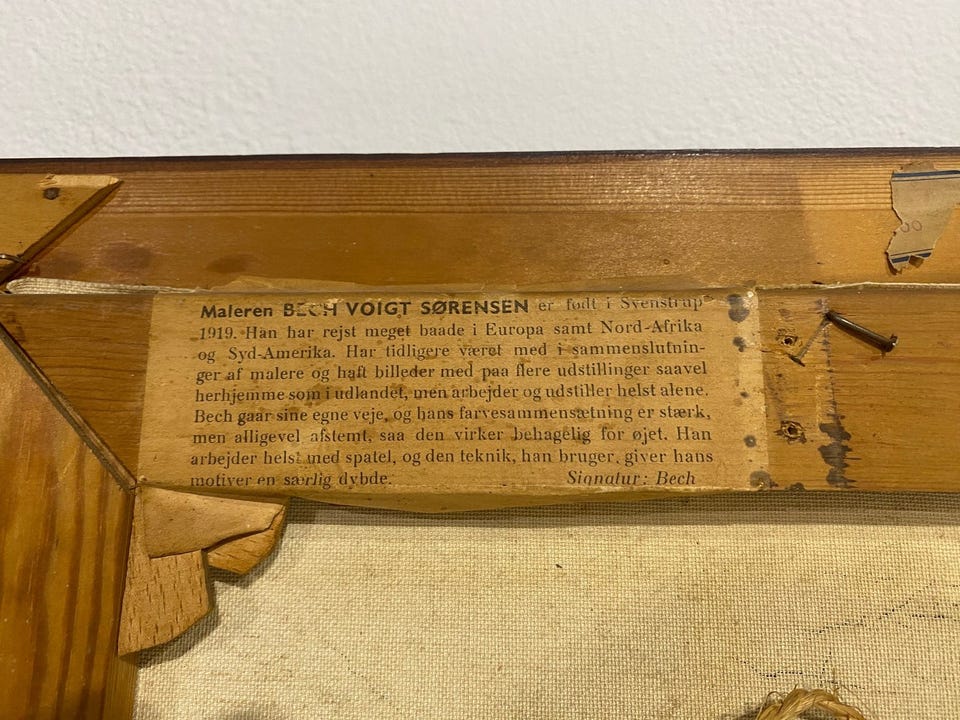 Maleren BECH VOIGT SØRENSEN er født i Svenstrup
1919. Han har rejst meget baade i Europa samt Nord-Afrika
og Syd-Amerika. Har tidligere været med i sammenslutnin-
ger af malere og haft billeder med paa flere udstillinger saavel
herhjemme som i udlandet, men arbejder og udstiller helst alene.
Bech gaar sine egne veje, og hans farvesammensætning er stærk,
men alligevel afstemt, saa den virker behagelig for øjet. Han
arbejder helst med spatel, og den teknik, han bruger, giver hans
motiver en særlig dybde. Signatur: Bech
00